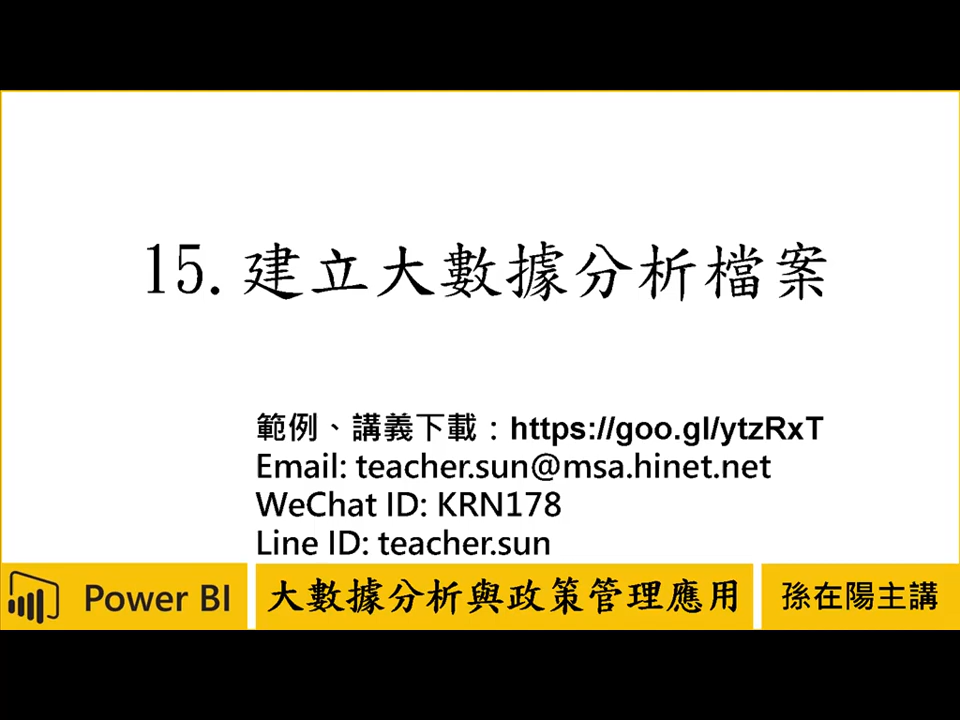 15.建立大數據分析檔案
範例、講義下載：https://goo.gl/ytzRxT
Email: teacher.sun@msa.hinet.net
WeChat ID: KRN178
Line ID: teacher.sun
Power BI 大數據分析與政策管理應用 孫在陽主講